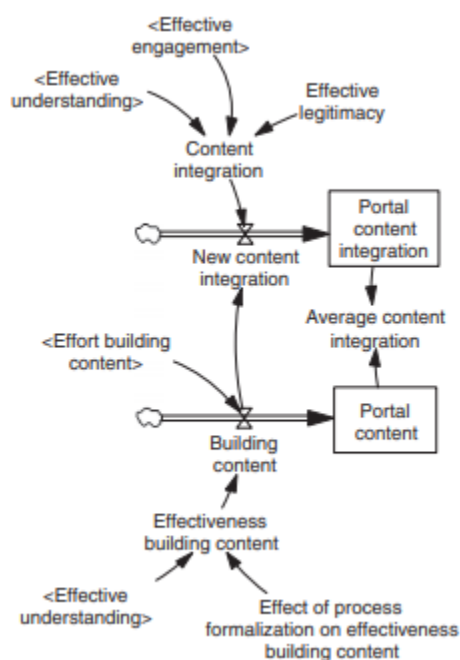 <Effective
engagement>
<Effective
understanding>
Effective
legitimacy
Content
integration
Portal
content
integration
New content
integration
Average content
integration
<Effort building
content>
Portal
content
Building
content
Effectiveness
building content
<Effective
understanding>
Effect of process
formalization on effectiveness
building content